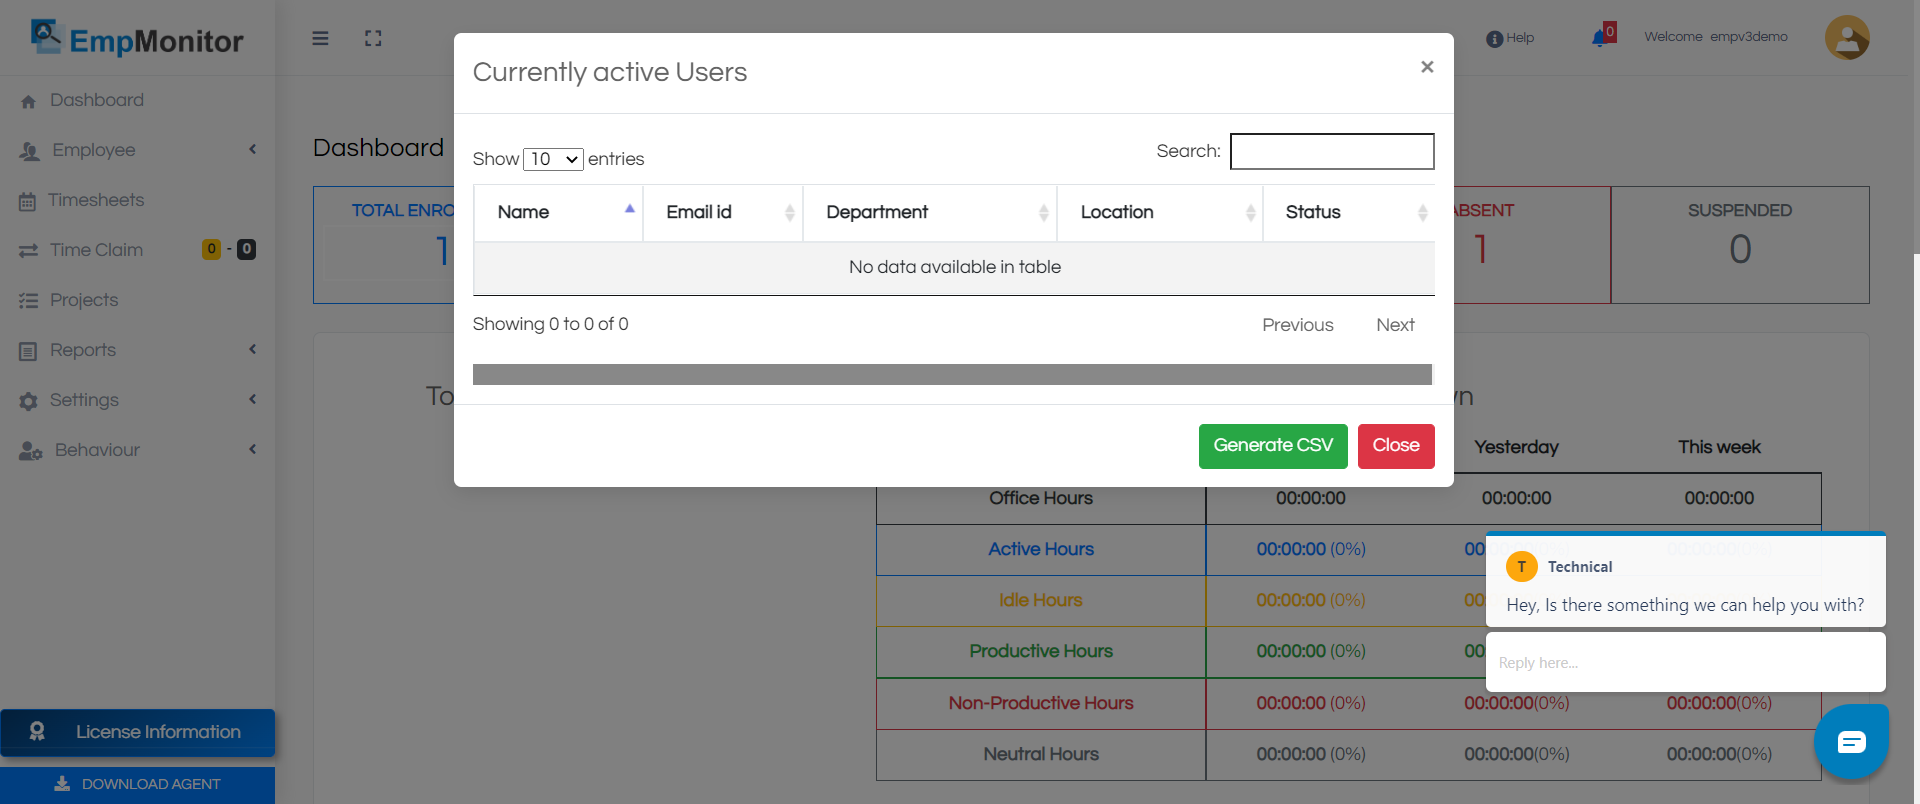 EmpMonitor
Help
0
Welcome empv3demo
Dashboard
Employee
Timesheets
Time Claim 0 - 0
Projects
Reports
Settings
Behaviour
License Information
DOWNLOAD AGENT
Dashboard
TOTAL ENRO
1
ABSENT
1
SUSPENDED
0
Currently active Users
×
Show 10 entries
Search:
Name Email id Department Location Status
No data available in table
Showing 0 to 0 of 0
Previous Next
Generate CSV Close
To
wn
Yesterday This week
Office Hours 00:00:00 00:00:00 00:00:00
Active Hours 00:00:00 (0%) 00
Idle Hours 00:00:00 (0%) 00
Productive Hours 00:00:00 (0%) 00
Non-Productive Hours 00:00:00 (0%) 00:00:00(0%) 00:00:00(0%)
Neutral Hours 00:00:00 (0%) 00:00:00(0%) 00:00:00(0%)
T Technical
Hey, Is there something we can help you with?
Reply here...